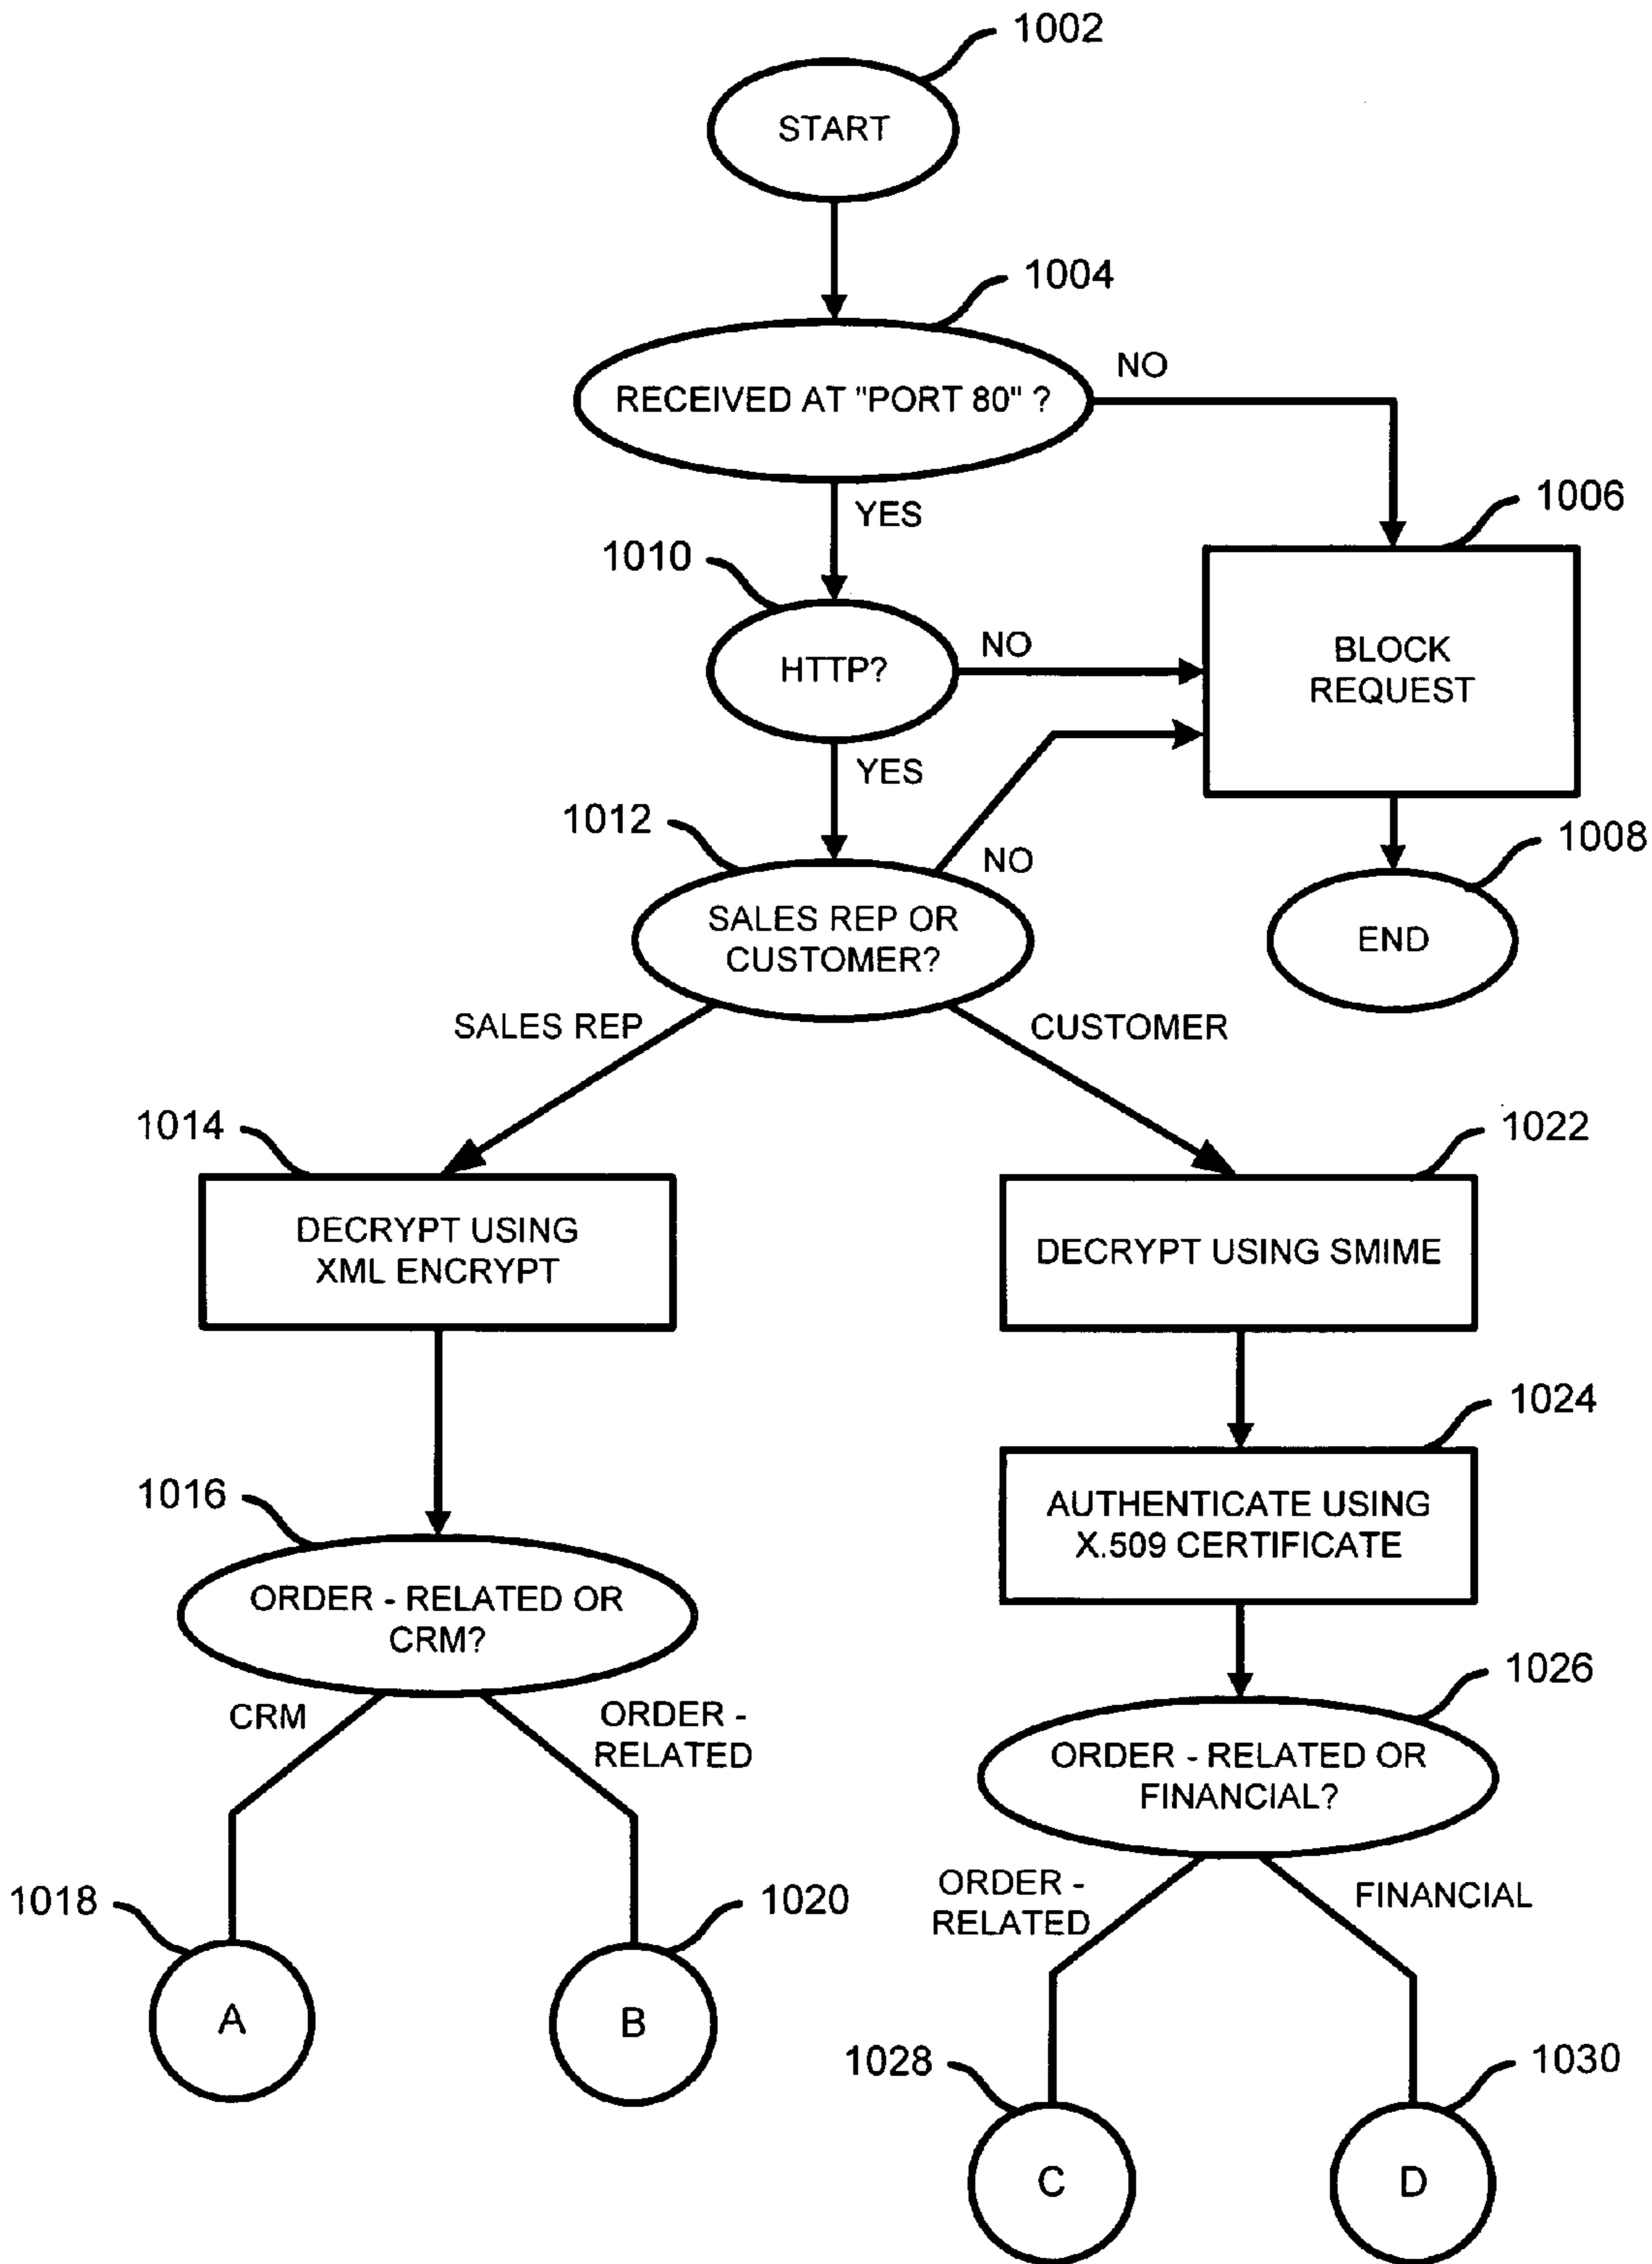 1002
START
1004
RECEIVED AT "PORT 80" ?
NO
YES
1006
1010
HTTP?
NO
BLOCK
REQUEST
YES
1012
NO
1008
SALES REP OR
CUSTOMER?
END
SALES REP
CUSTOMER
1014
1022
DECRYPT USING
XML ENCRYPT
DECRYPT USING SMIME
1024
AUTHENTICATE USING
X.509 CERTIFICATE
1016
ORDER - RELATED OR
CRM?
1026
CRM
ORDER -
RELATED
ORDER - RELATED OR
FINANCIAL?
1018
1020
ORDER -
RELATED
FINANCIAL
A
B
1028
1030
C
D